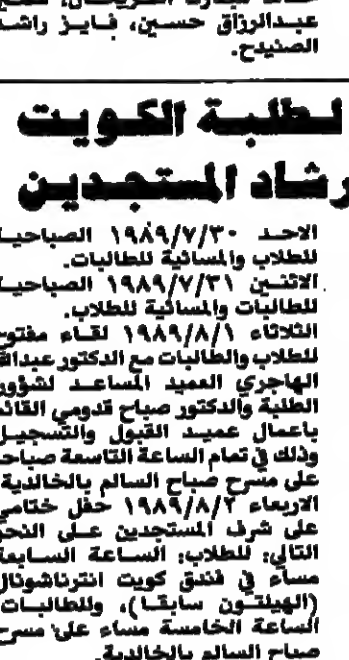 عبدالرزاق حسين، فايز راشد
الصنيدح.
لطلبة الكويت
رشاد المستجدين
الاحد ١٩٨٩/٧/٣٠ الصباحية
للطلاب والمسائية للطالبات.
الاثنين ١٩٨٩/٧/٣١ الصباحية
للطالبات والمسائية للطلاب.
الثلاثاء ١٩٨٩/٨/١ لقاء مفتوح
للطلاب والطالبات مع الدكتور عبدالله
الهاجري العميد المساعد لشؤون
الطلبة والدكتور صباح قدومي القائم
باعمال عميد القبول والتسجيل
وذلك في تمام الساعة التاسعة صباحا
على مسرح صباح السالم بالخالدية.
الاربعاء ١٩٨٩/٨/٢ حفل ختامي
على شرف المستجدين على النحو
التالي: للطلاب: الساعة السابعة
مساء في فندق كويت انترناشونال
(الهيلتون سابقا)، وللطالبات:
الساعة الخامسة مساء على مسرح
صباح السالم بالخالدية.